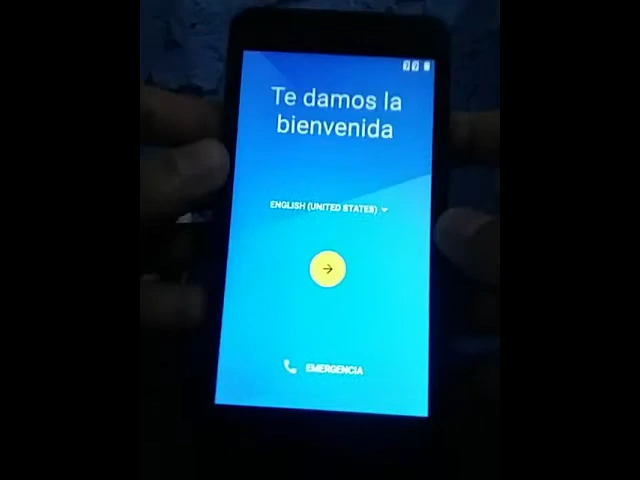 Te damos la
bienvenida
ENGLISH (UNITED STATES)
EMERGENCIA